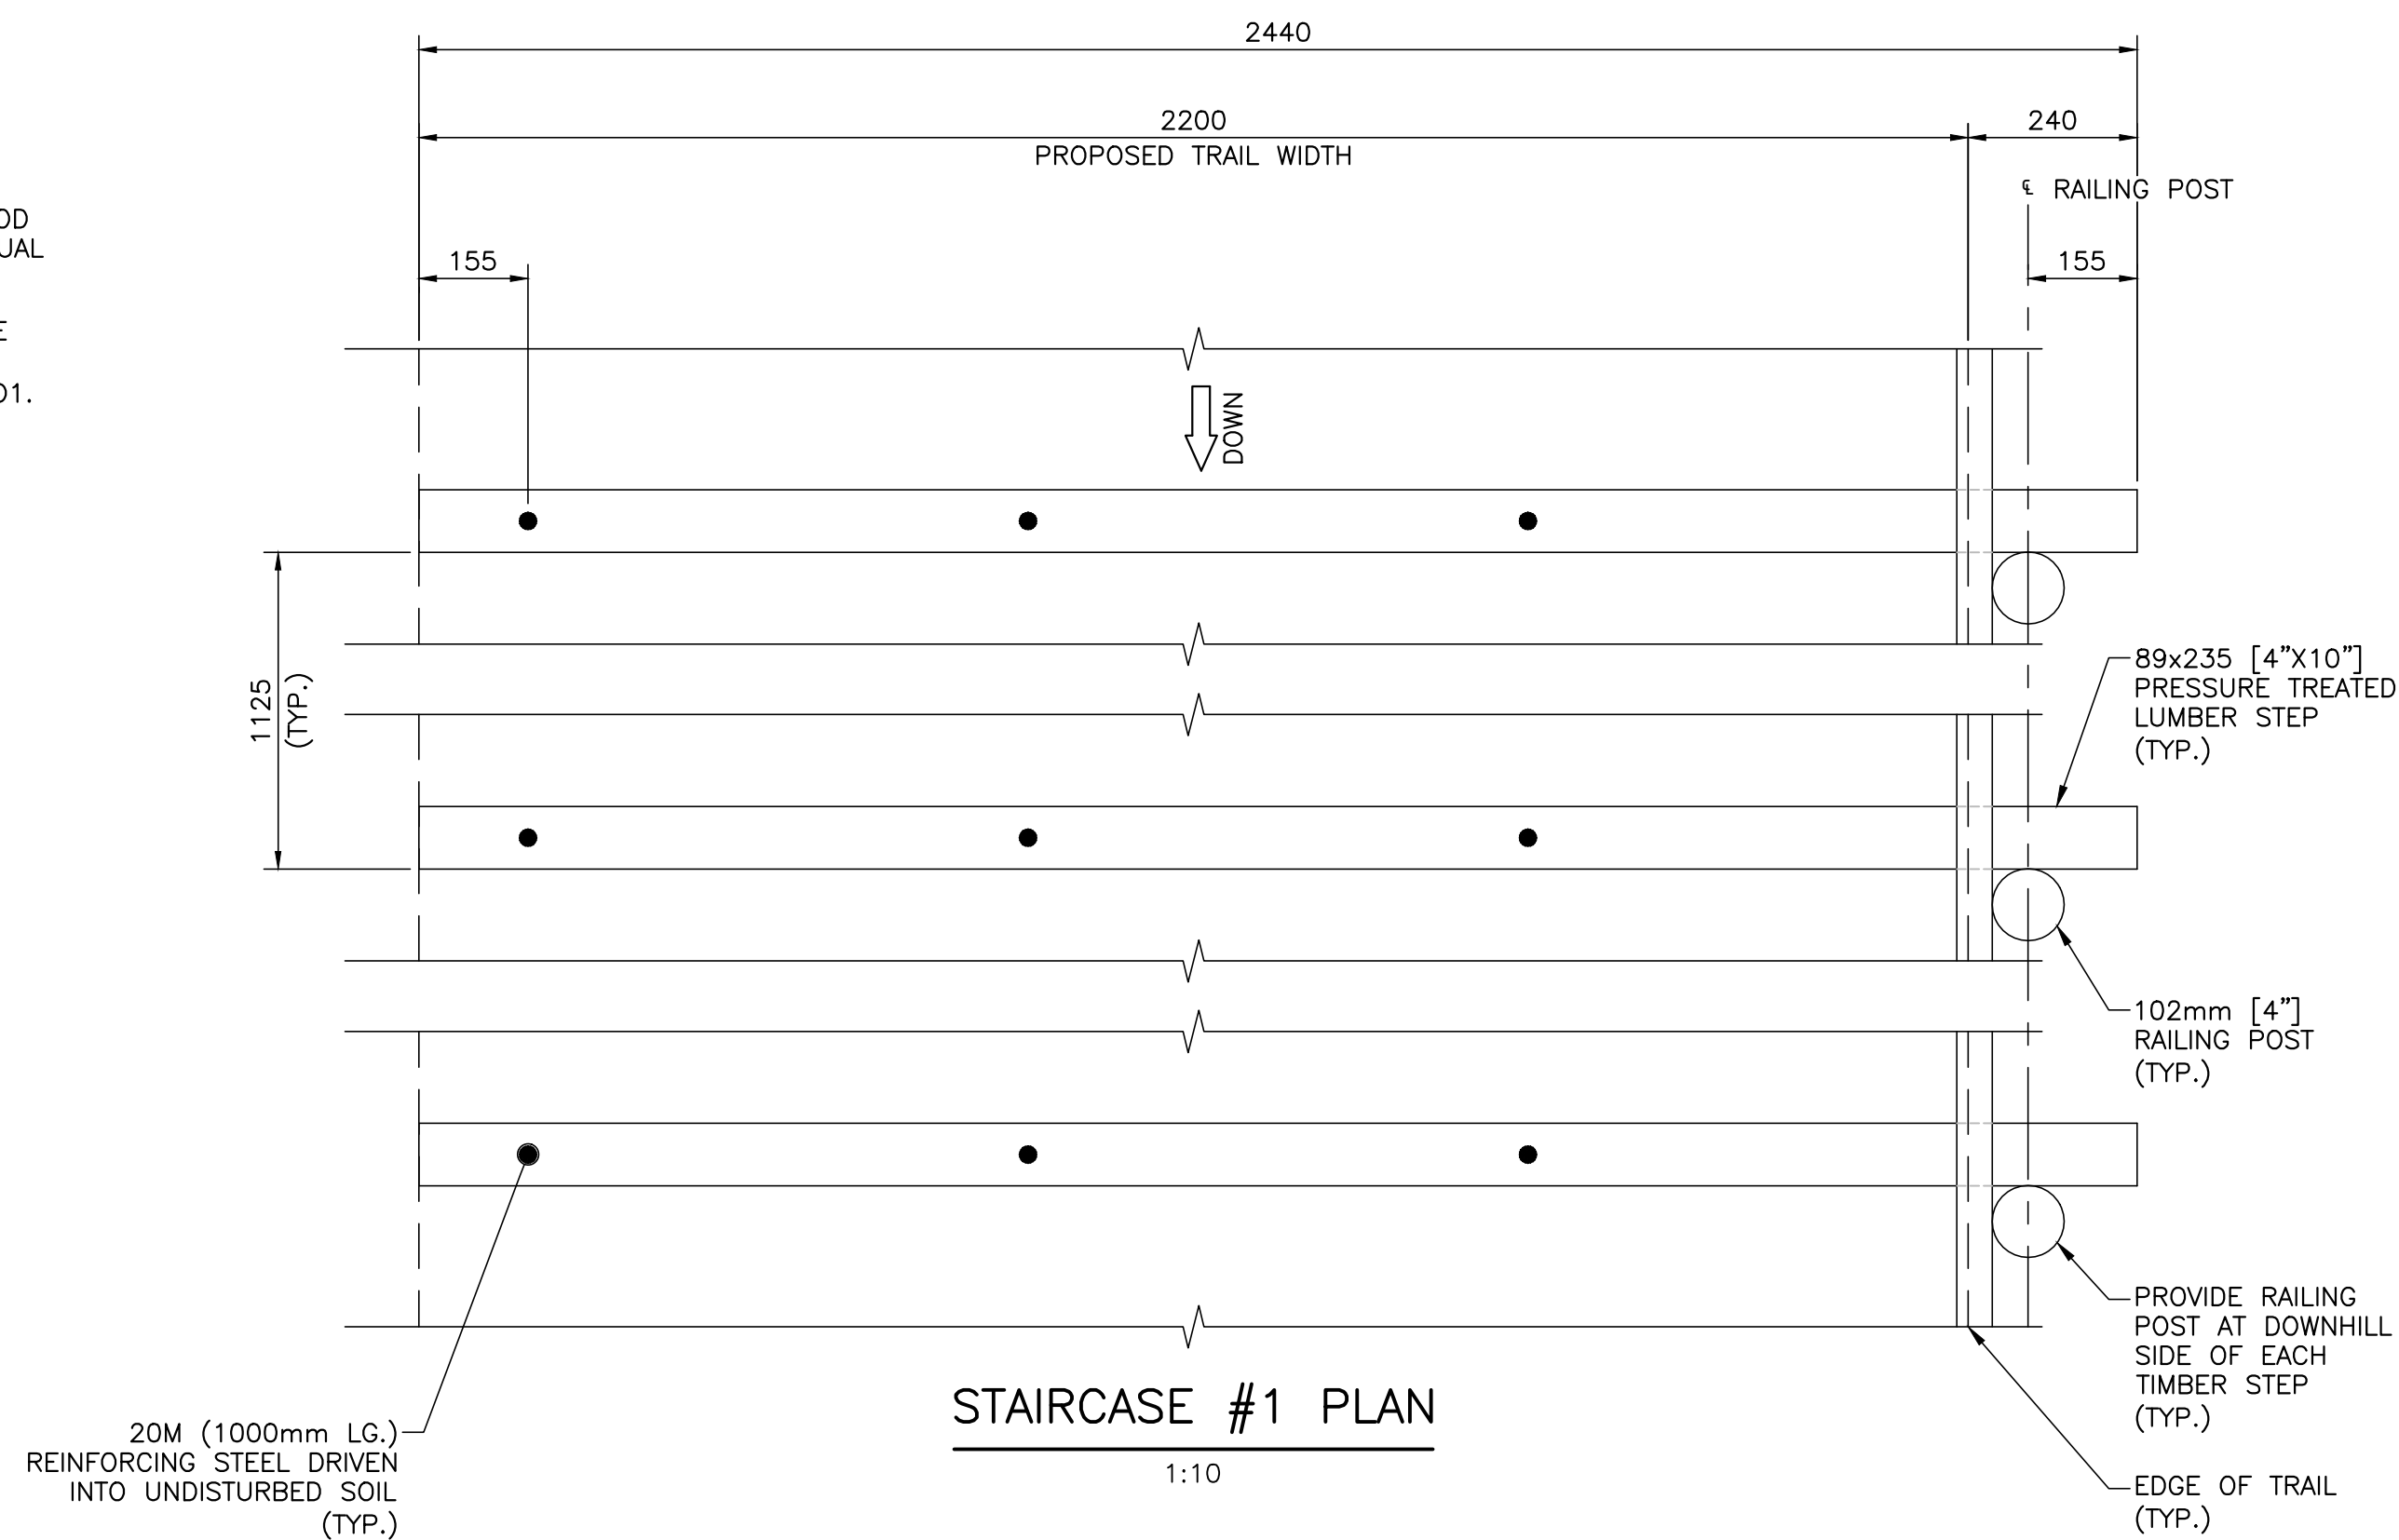 2440
2200
240
PROPOSED TRAIL WIDTH
℄ RAILING POST
OD
UAL
155
155
E
01.
DOWN
1125
(TYP.)
89x235 [4"X10"]
PRESSURE TREATED
LUMBER STEP
(TYP.)
102mm [4"]
RAILING POST
(TYP.)
PROVIDE RAILING
POST AT DOWNHILL
SIDE OF EACH
TIMBER STEP
(TYP.)
EDGE OF TRAIL
(TYP.)
20M (1000mm LG.)
REINFORCING STEEL DRIVEN
INTO UNDISTURBED SOIL
(TYP.)
STAIRCASE #1 PLAN
1:10